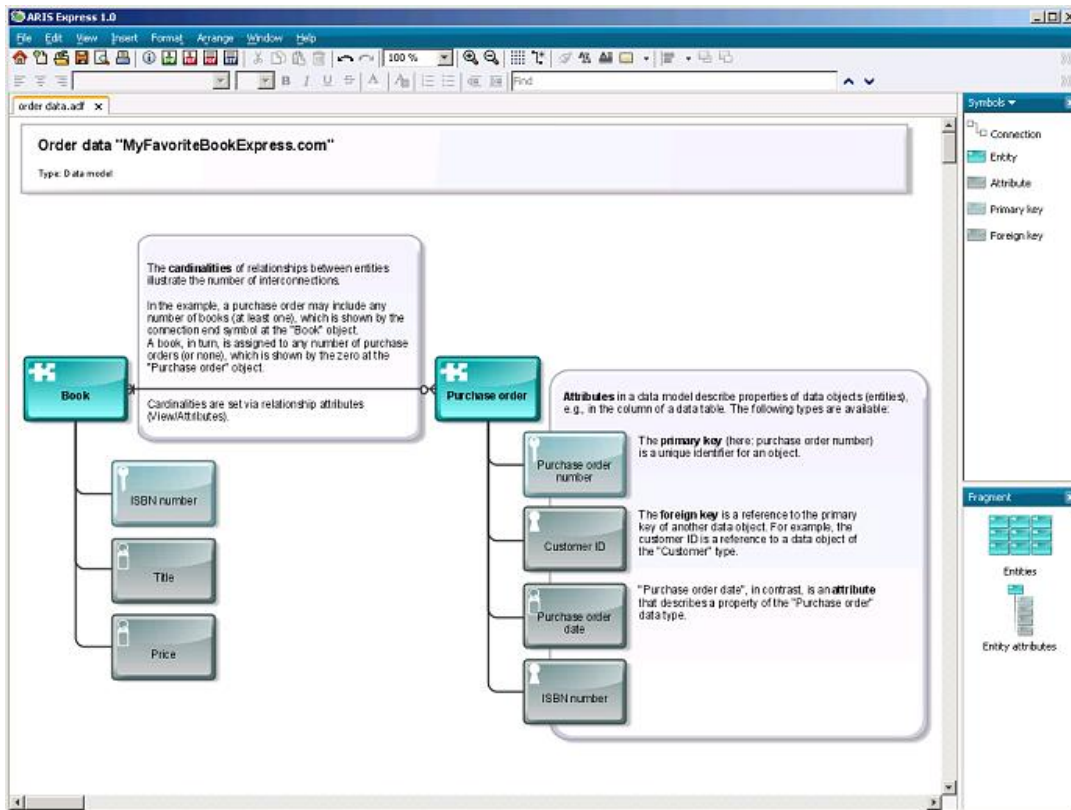 ARIS Express 1.0
File Edit View Insert Format Arrange Window Help
100 %
Find
order data.adf x
Symbols
Connection
Entity
Attribute
Primary key
Foreign key
Order data "MyFavoriteBookExpress.com"
Type: Data model
The cardinalities of relationships between entities
illustrate the number of interconnections.
In the example, a purchase order may include any
number of books (at least one), which is shown by the
connection end symbol at the "Book" object.
A book, in turn, is assigned to any number of purchase
orders (or none), which is shown by the zero at the
"Purchase order" object.
Cardinalities are set via relationship attributes
(View/Attributes).
Book
ISBN number
Title
Price
Purchase order
Attributes in a data model describe properties of data objects (entities),
e.g., in the column of a data table. The following types are available:
Purchase order
number
The primary key (here: purchase order number)
is a unique identifier for an object.
Customer ID
The foreign key is a reference to the primary
key of another data object. For example, the
customer ID is a reference to a data object of
the "Customer" type.
Purchase order
date
"Purchase order date", in contrast, is an attribute
that describes a property of the "Purchase order"
data type.
ISBN number
Fragment
Entities
Entity attributes